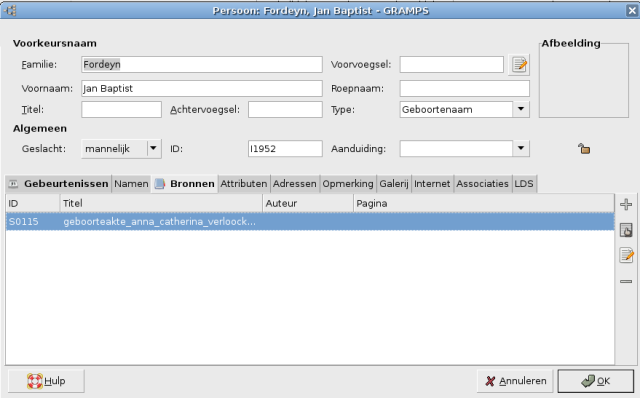 Persoon: Fordeyn, Jan Baptist - GRAMPS
Voorkeursnaam
Afbeelding
Familie: Fordeyn Voorvoegsel:
Voornaam: Jan Baptist Roepnaam:
Titel: Achtervoegsel: Type: Geboortenaam
Algemeen
Geslacht: mannelijk ID: I1952 Aanduiding:
Gebeurtenissen Namen Bronnen Attributen Adressen Opmerking Galerij Internet Associaties LDS
ID Titel Auteur Pagina
S0115 geboorteakte_anna_catherina_verloock...
Hulp Annuleren OK